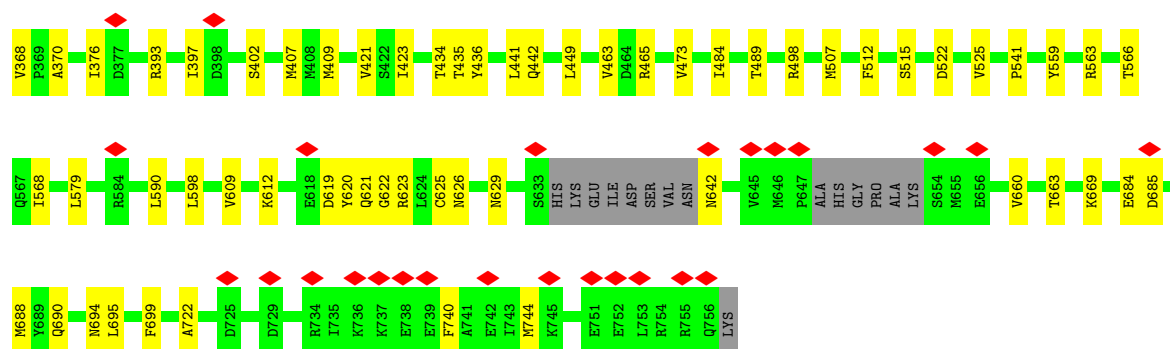 V368 P369 A370 I376 D377 R393 I397 D398 S402 M407 M408 M409 V421 S422 I423 T434 T435 Y436 L441 Q442 L449 V463 D464 R465 V473 I484 T489 R498 M507 F512 S515 D522 V525 P541 Y559 R563 T566
Q567 I568 L579 R584 L590 L598 V609 K612 E618 D619 Y620 Q621 G622 R623 L624 C625 N626 N629 S633 HIS LYS GLU ILE ASP SER VAL ASN N642 V645 M646 P647 ALA HIS GLY PRO ALA LYS S654 M655 E656 V660 T663 K669 E684 D685
M688 Y689 Q690 N694 L695 F699 A722 D725 D729 R734 I735 K736 K737 E738 E739 F740 A741 E742 I743 M744 K745 E751 E752 L753 R754 R755 Q756 LYS